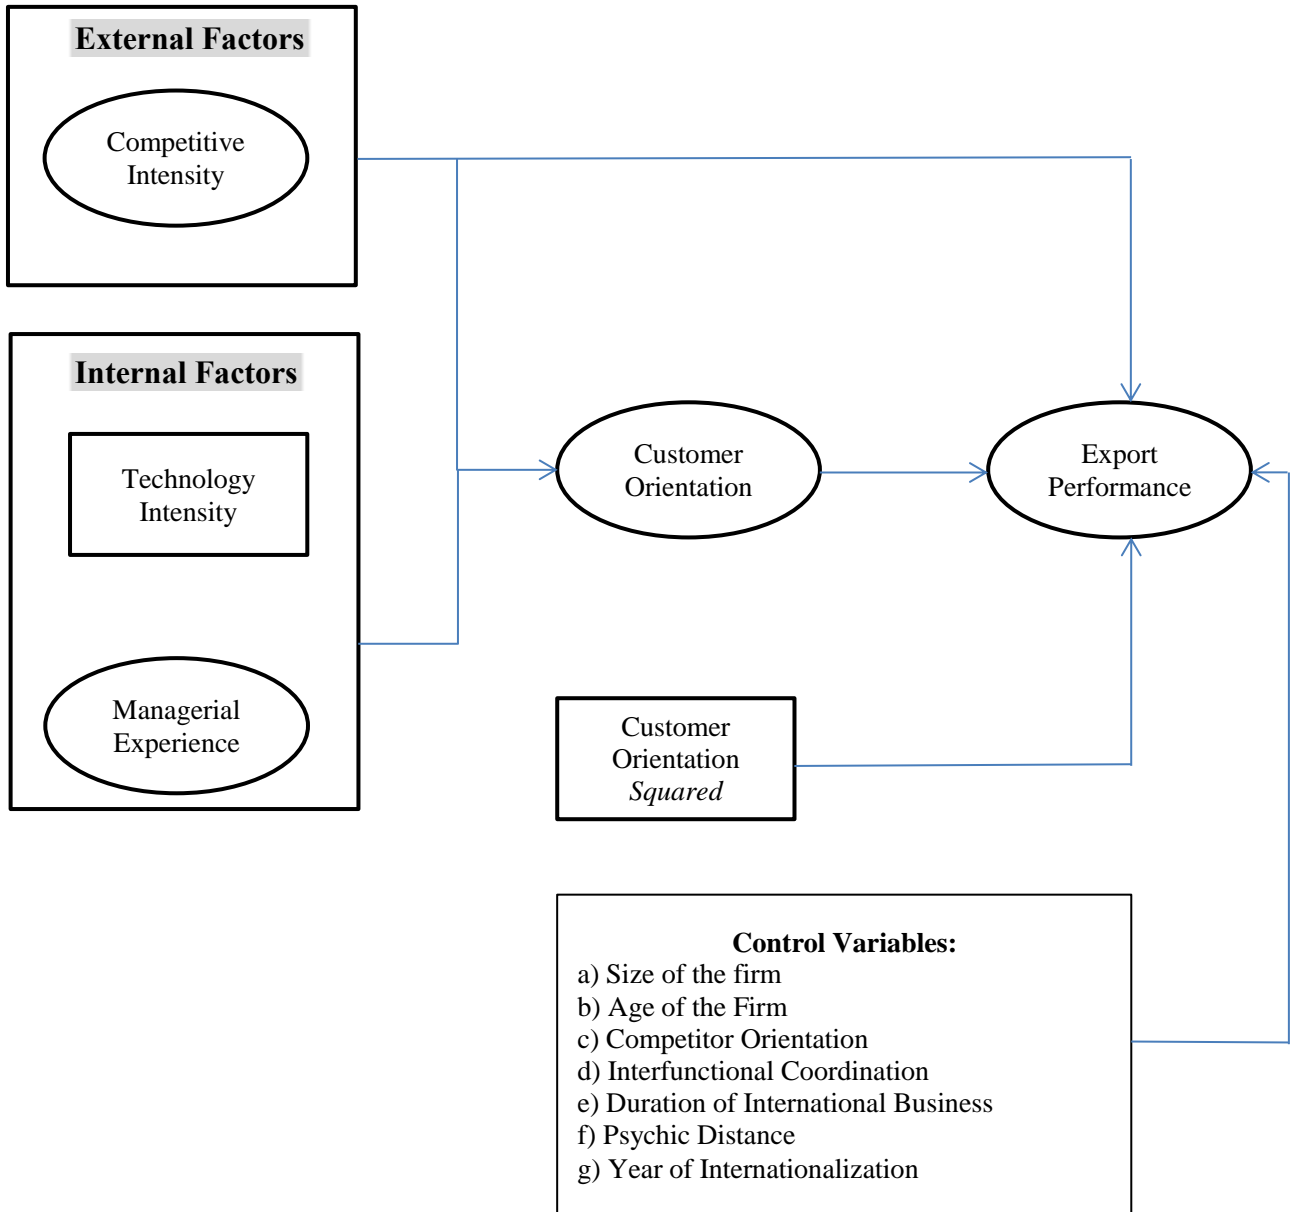 External Factors
Competitive
Intensity
Internal Factors
Technology
Intensity
Managerial
Experience
Customer
Orientation
Export
Performance
Customer
Orientation
Squared
Control Variables:
a) Size of the firm
b) Age of the Firm
c) Competitor Orientation
d) Interfunctional Coordination
e) Duration of International Business
f) Psychic Distance
g) Year of Internationalization